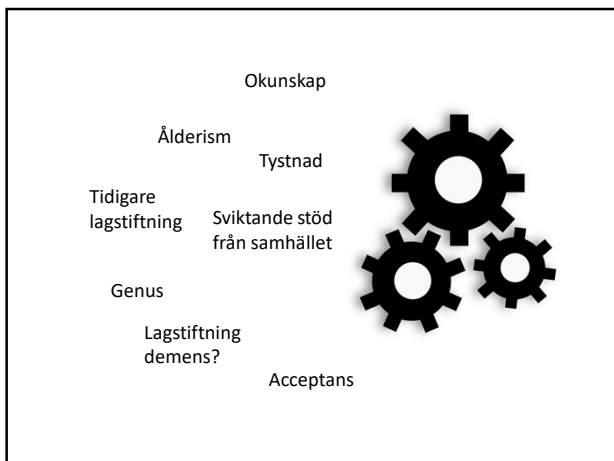 Okunskap
Ålderism
Tystnad
Tidigare
lagstiftning
Sviktande stöd
från samhället
Genus
Lagstiftning
demens?
Acceptans